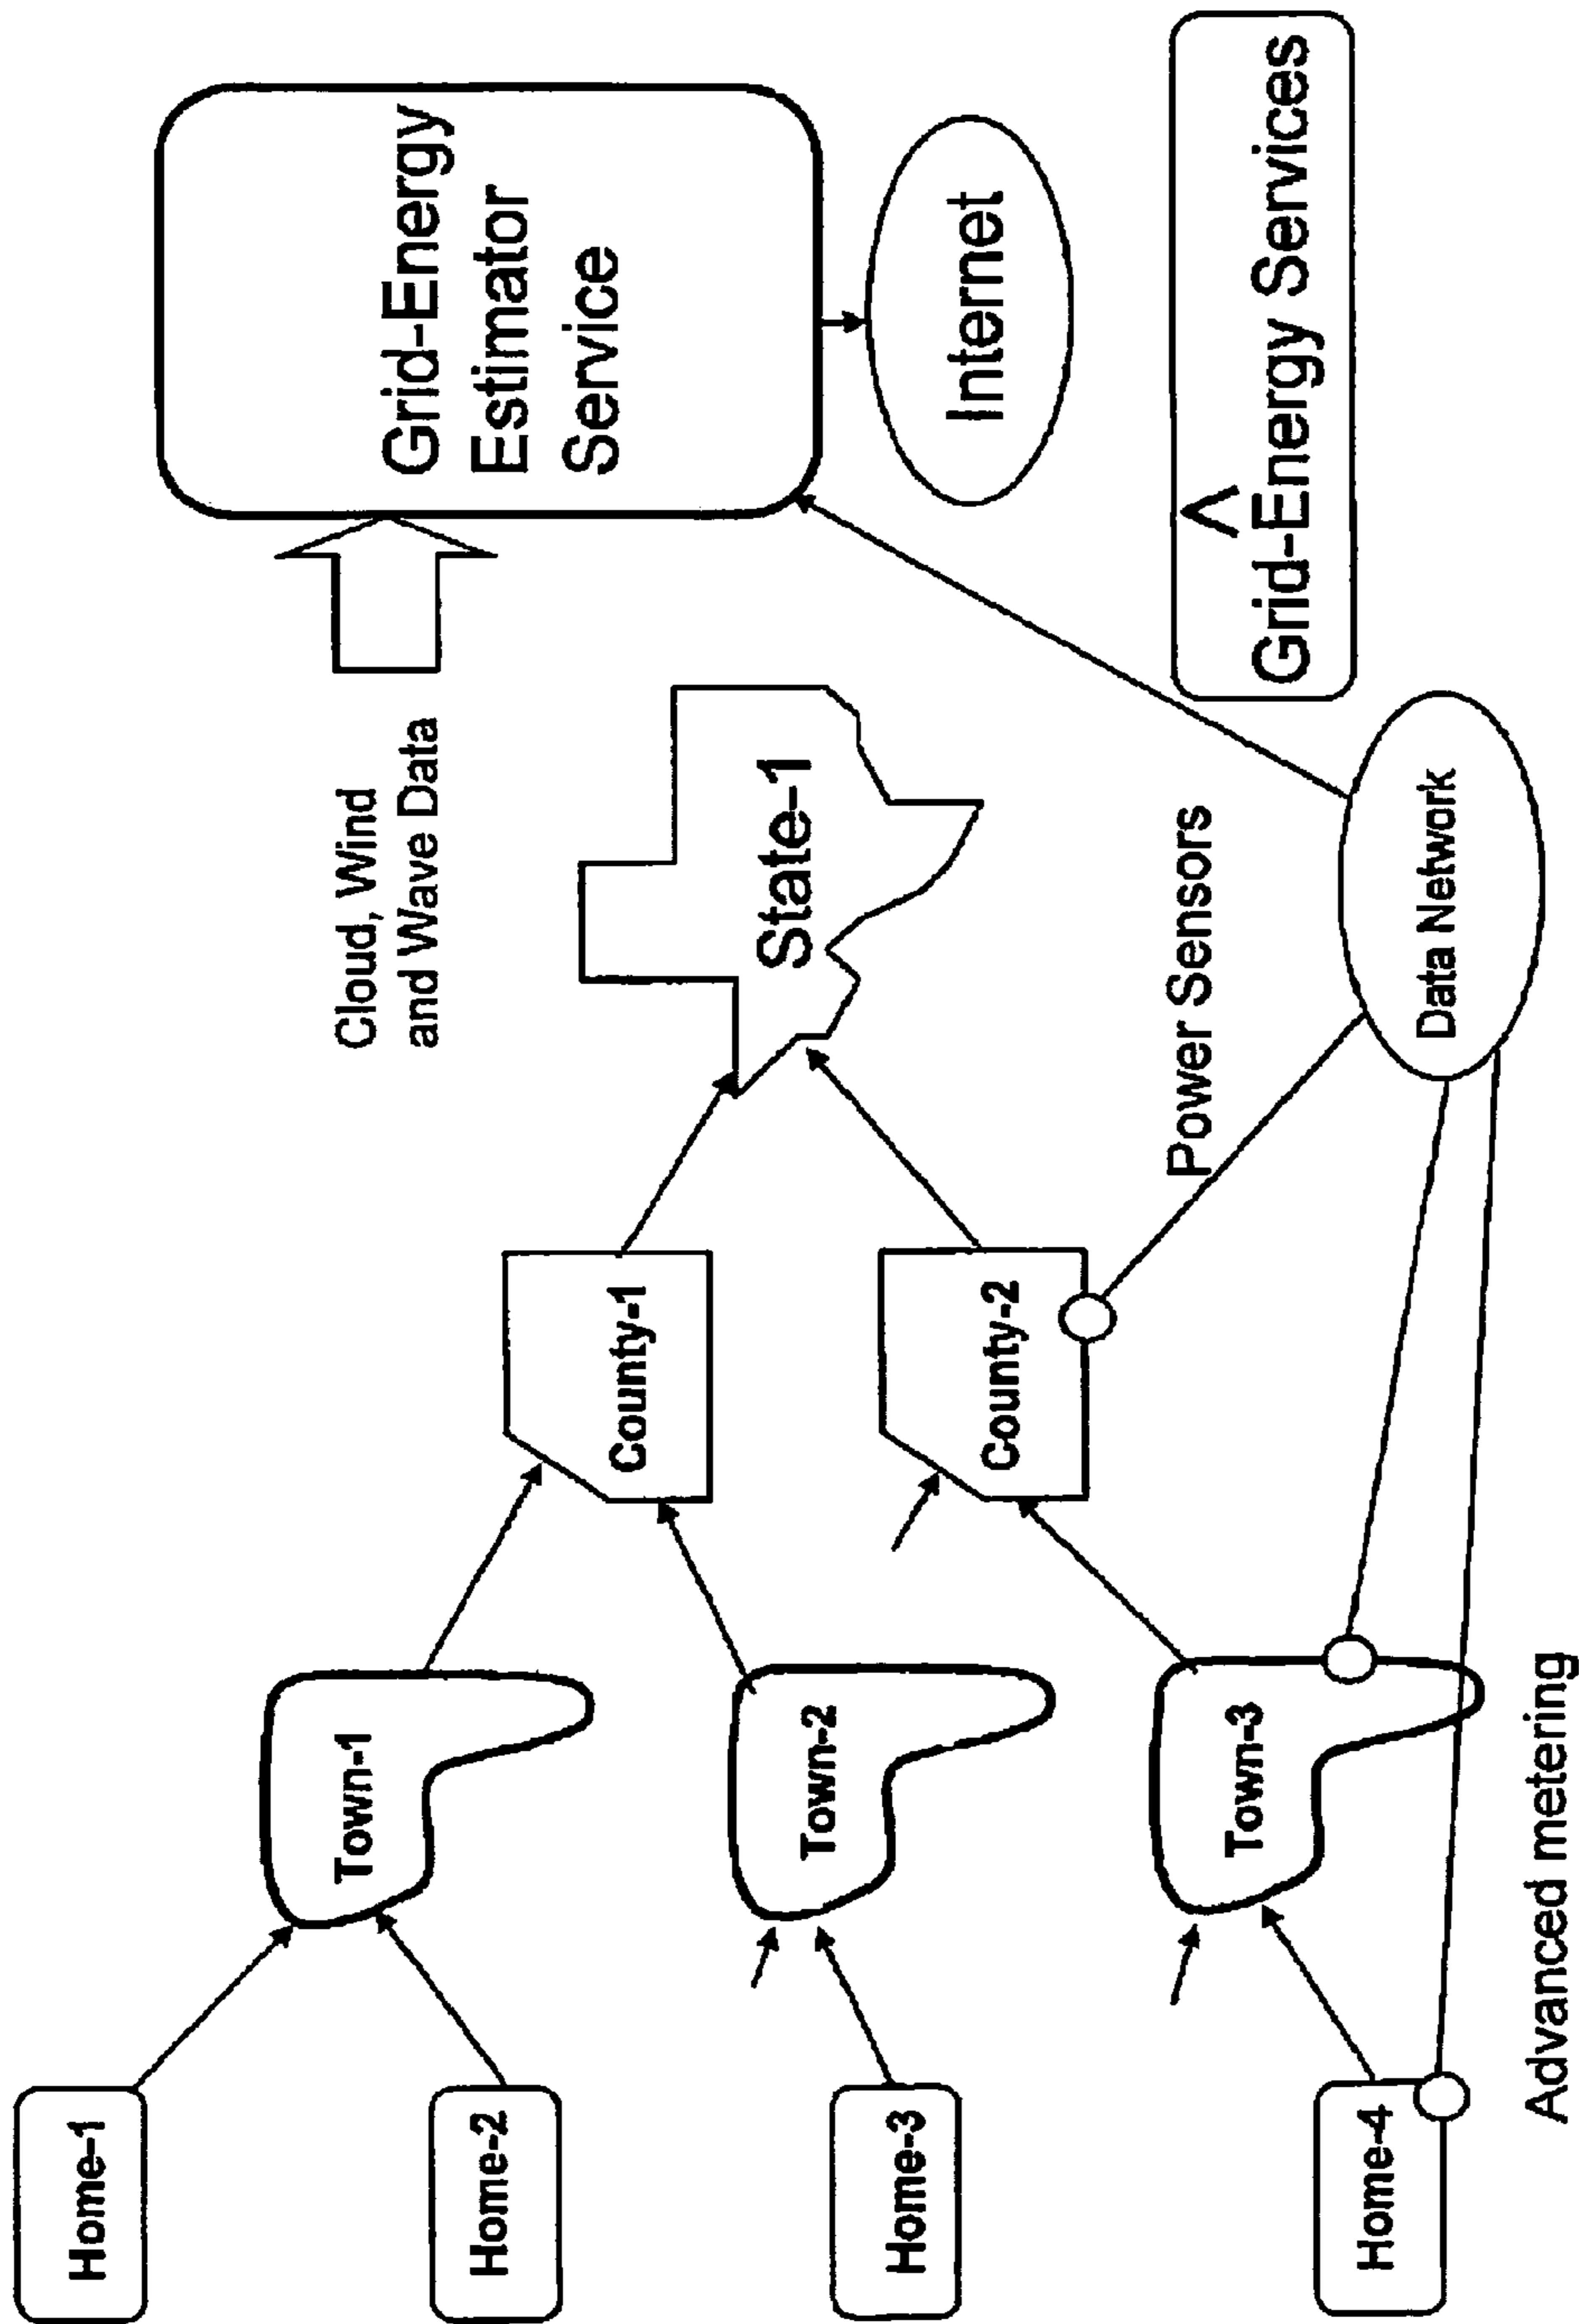 Home-1
Home-2
Home-3
Home-4
Town-1
Town-2
Town-3
County-1
County-2
State-1
Cloud, Wind
and Wave Data
Grid-Energy
Estimator
Service
Internet
Power Sensors
Data Network
Grid-Energy Services
Advanced metering